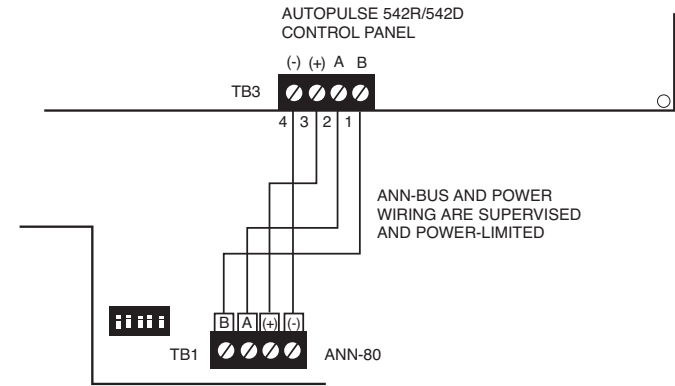 AUTOPULSE 542R/542D
CONTROL PANEL
(-) (+) A B
TB3
4 3 2 1
ANN-BUS AND POWER
WIRING ARE SUPERVISED
AND POWER-LIMITED
B A (+) (-)
TB1
ANN-80